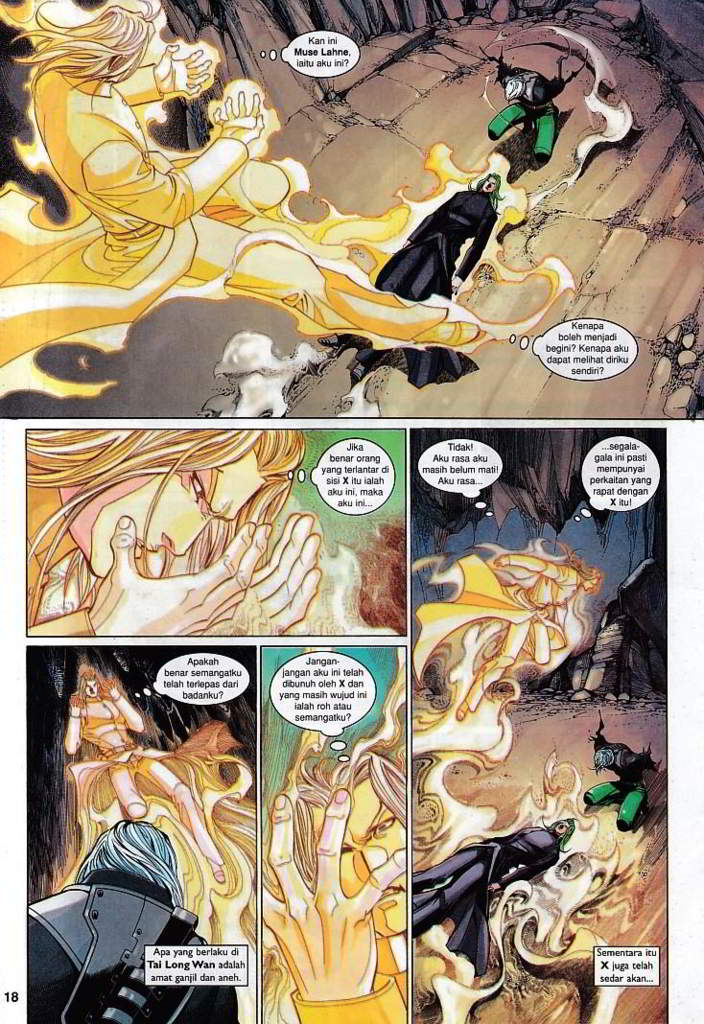 Kan ini
Muse Lahne,
iaitu aku ini?
Kenapa
boleh menjadi
begini? Kenapa aku
dapat melihat diriku
sendiri?
Jika
benar orang
yang terlantar di
sisi X itu ialah
aku ini, maka
aku ini...
Apakah
benar semangatku
telah terlepas dari
badanku?
Apa yang berlaku di
Tai Long Wan adalah
amat ganjil dan aneh.
Jangan-
jangan aku ini telah
dibunuh oleh X dan
yang masih wujud ini
ialah roh atau
semangatku?
Tidak!
Aku rasa aku
masih belum mati!
Aku rasa...
...segala-
gala ini pasti
mempunyai
perkaitan yang
rapat dengan
X itu!
Sementara itu
X juga telah
sedar akan...
18